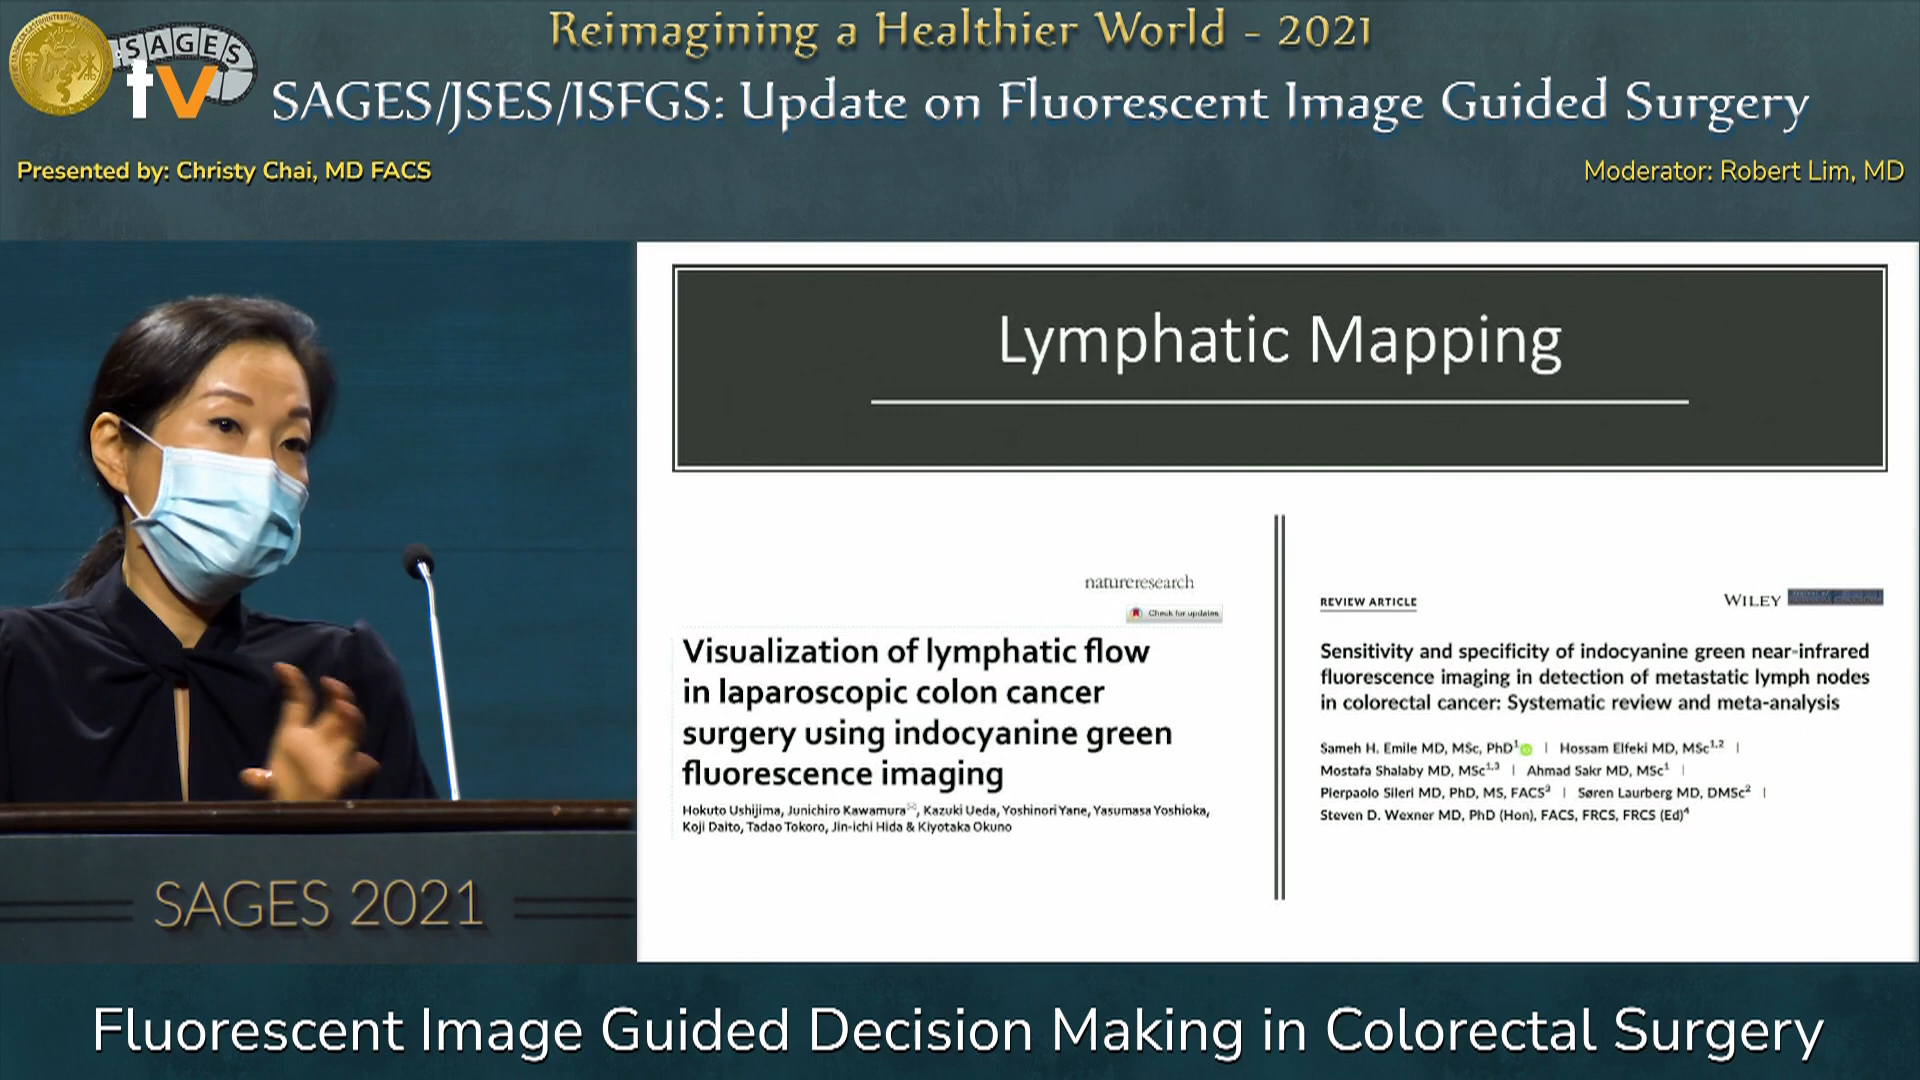 Reimagining a Healthier World - 2021
SAGES
tv
SAGES/JSES/ISFGS: Update on Fluorescent Image Guided Surgery
Presented by: Christy Chai, MD FACS
Moderator: Robert Lim, MD
Lymphatic Mapping
natureresearch
Check for updates
Visualization of lymphatic flow
in laparoscopic colon cancer
surgery using indocyanine green
fluorescence imaging
Hokuto Ushijima, Junichiro Kawamura✉, Kazuki Ueda, Yoshinori Yane, Yasumasa Yoshioka,
Koji Daito, Tadao Tokoro, Jin-ichi Hida & Kiyotaka Okuno
REVIEW ARTICLE
WILEY
Sensitivity and specificity of indocyanine green near-infrared
fluorescence imaging in detection of metastatic lymph nodes
in colorectal cancer: Systematic review and meta-analysis
Sameh H. Emile MD, MSc, PhD¹ | Hossam Elfeki MD, MSc¹,² |
Mostafa Shalaby MD, MSc¹,³ | Ahmad Sakr MD, MSc¹ |
Pierpaolo Sileri MD, PhD, MS, FACS³ | Søren Laurberg MD, DMSc² |
Steven D. Wexner MD, PhD (Hon), FACS, FRCS, FRCS (Ed)⁴
SAGES 2021
Fluorescent Image Guided Decision Making in Colorectal Surgery